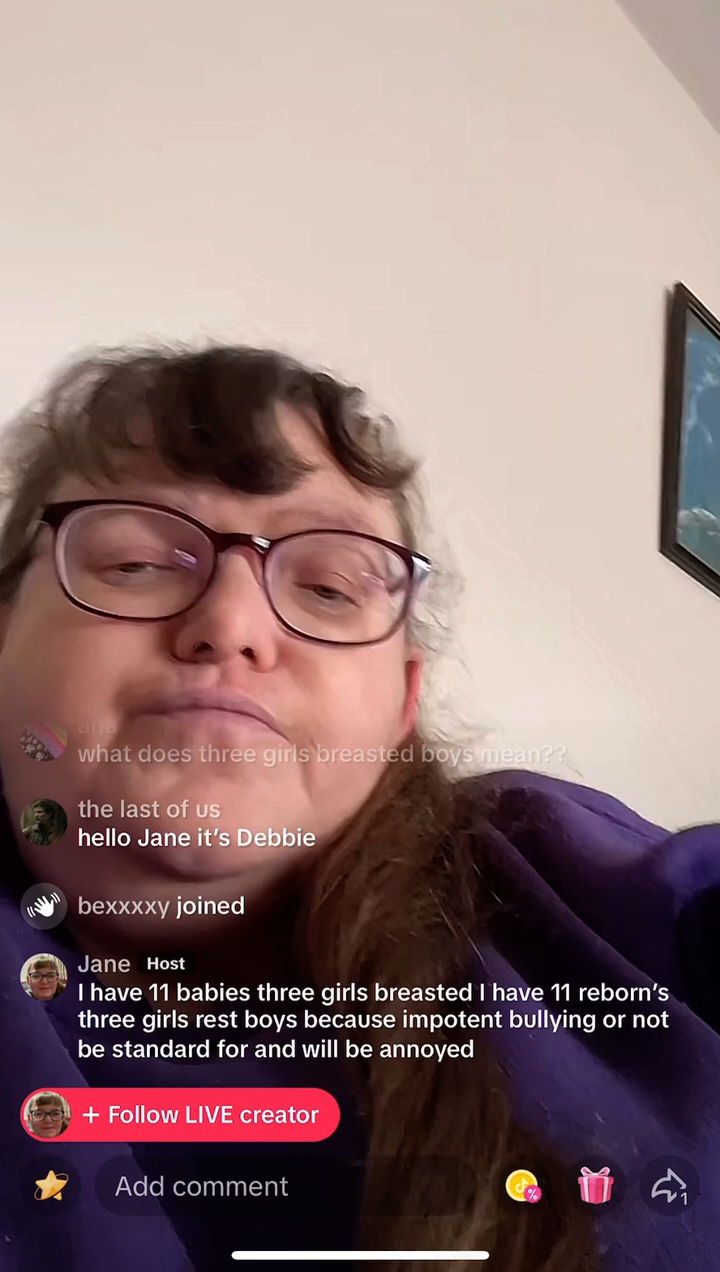 ana
what does three girls breasted boys mean??
the last of us
hello Jane it's Debbie
bexxxxy joined
Jane Host
I have 11 babies three girls breasted I have 11 reborn's
three girls rest boys because impotent bullying or not
be standard for and will be annoyed
+ Follow LIVE creator
Add comment
%
1